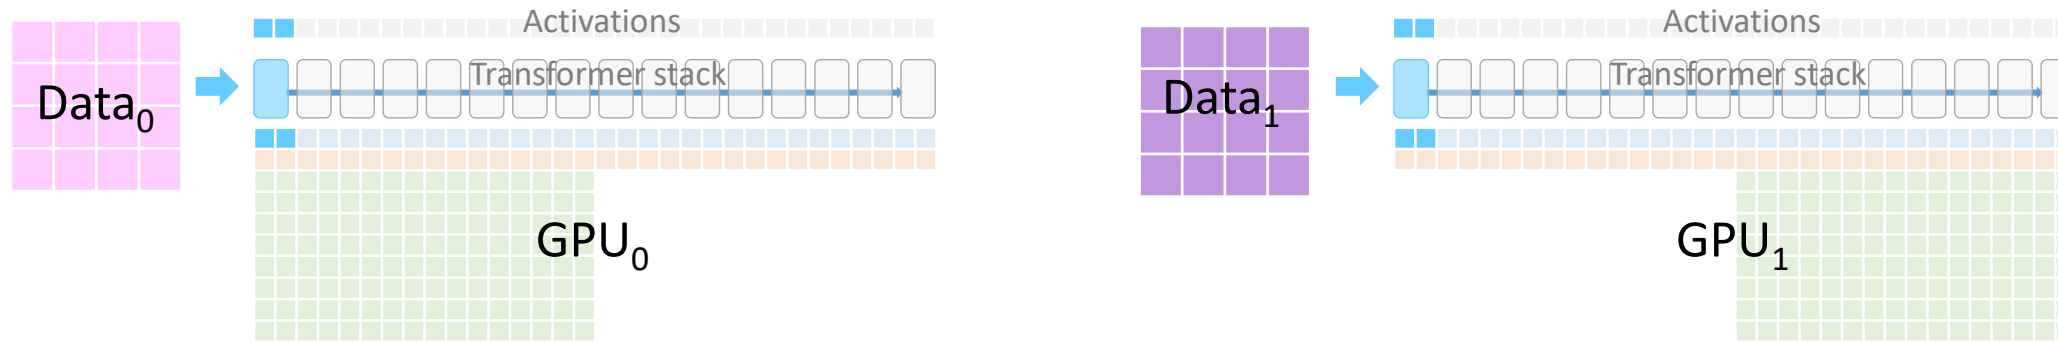 Activations
Transformer stack
Data0
GPU0
Activations
Transformer stack
Data1
GPU1